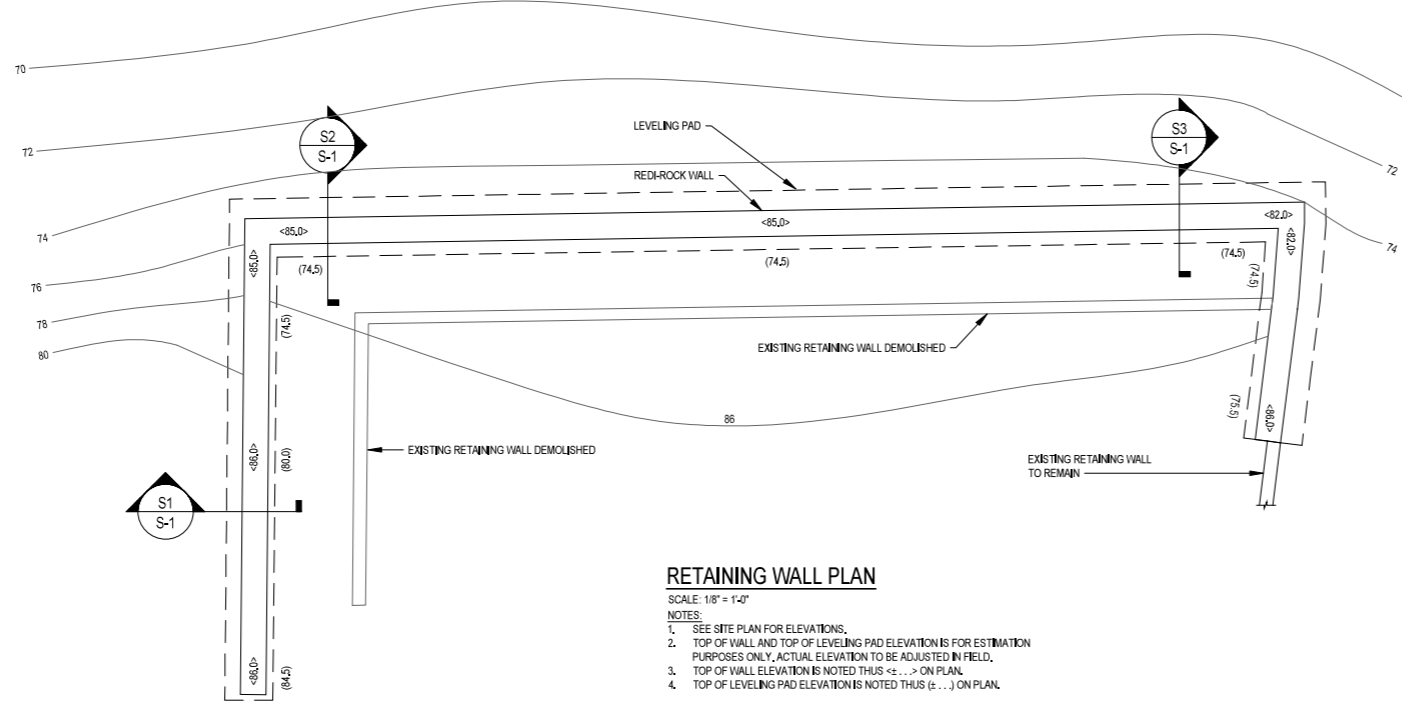 70
72
S2
S-1
LEVELING PAD
S3
S-1
72
REDI-ROCK WALL
74
<85.0>
<85.0>
<82.0>
<82.0>
74
<85.0>
(74.5)
(74.5)
(74.5)
(74.5)
76
78
(74.5)
80
EXISTING RETAINING WALL DEMOLISHED
86
(75.5)
<86.0>
EXISTING RETAINING WALL DEMOLISHED
<86.0>
(80.0)
EXISTING RETAINING WALL
TO REMAIN
S1
S-1
<86.0>
(84.5)
RETAINING WALL PLAN
SCALE: 1/8" = 1'-0"
NOTES:
1. SEE SITE PLAN FOR ELEVATIONS.
2. TOP OF WALL AND TOP OF LEVELING PAD ELEVATION IS FOR ESTIMATION
PURPOSES ONLY. ACTUAL ELEVATION TO BE ADJUSTED IN FIELD.
3. TOP OF WALL ELEVATION IS NOTED THUS <± . . .> ON PLAN.
4. TOP OF LEVELING PAD ELEVATION IS NOTED THUS (± . . .) ON PLAN.